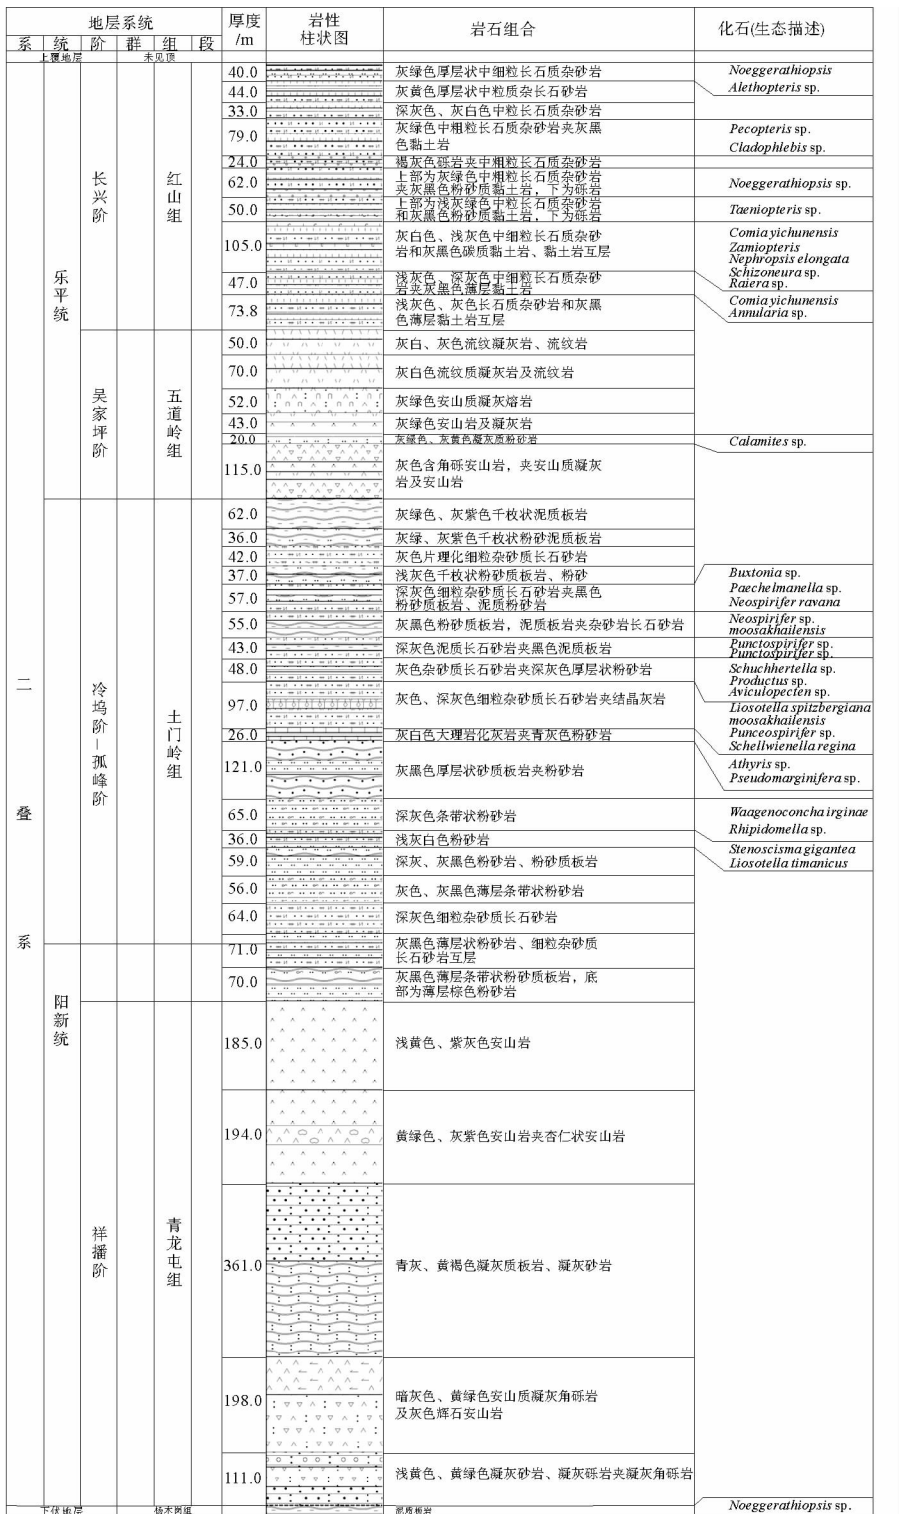 地层系统
厚度
/m
岩性
柱状图
岩石组合
化石(生态描述)
系 统 阶 群 组 段
上覆地层 未见顶
二叠系
乐平统
阳新统
长兴阶
吴家坪阶
冷坞阶—孤峰阶
祥播阶
红山组
五道岭组
土门岭组
青龙屯组
40.0 灰绿色厚层状中细粒长石质杂砂岩
44.0 灰黄色厚层状中粒质杂长石砂岩
33.0 深灰色、灰白色中粒长石质杂砂岩
79.0 灰绿色中粗粒长石质杂砂岩夹灰黑
色黏土岩
24.0 褐灰色砾岩夹中粗粒长石质杂砂岩
62.0 上部为灰绿色中粗粒长石质杂砂岩
夹灰黑色粉砂质黏土岩，下为砾岩
50.0 上部为浅灰绿色中粒长石质杂砂岩
和灰黑色粉砂质黏土岩，下为砾岩
105.0 灰白色、浅灰色中细粒长石质杂砂
岩和灰黑色碳质黏土岩、黏土岩互层
47.0 浅灰色、深灰色中细粒长石质杂砂
岩夹灰黑色薄层黏土岩
73.8 浅灰色、灰色长石质杂砂岩和灰黑
色薄层黏土岩互层
50.0 灰白、灰色流纹凝灰岩、流纹岩
70.0 灰白色流纹质凝灰岩及流纹岩
52.0 灰绿色安山质凝灰熔岩
43.0 灰绿色安山岩及凝灰岩
20.0 灰绿色、灰黄色凝灰质粉砂岩
115.0 灰色含角砾安山岩，夹安山质凝灰
岩及安山岩
62.0 灰绿色、灰紫色千枚状泥质板岩
36.0 灰绿、灰紫色千枚状粉砂泥质板岩
42.0 灰色片理化细粒杂砂质长石砂岩
37.0 浅灰色千枚状粉砂质板岩、粉砂
57.0 深灰色细粒杂砂质长石砂岩夹黑色
粉砂质板岩、泥质粉砂岩
55.0 灰黑色粉砂质板岩，泥质板岩夹杂砂岩长石砂岩
43.0 深灰色泥质长石砂岩夹黑色泥质板岩
48.0 灰色杂砂质长石砂岩夹深灰色厚层状粉砂岩
97.0 灰色、深灰色细粒杂砂质长石砂岩夹结晶灰岩
26.0 灰白色大理岩化灰岩夹青灰色粉砂岩
121.0 灰黑色厚层状砂质板岩夹粉砂岩
65.0 深灰色条带状粉砂岩
36.0 浅灰白色粉砂岩
59.0 深灰、灰黑色粉砂岩、粉砂质板岩
56.0 灰色、灰黑色薄层条带状粉砂岩
64.0 深灰色细粒杂砂质长石砂岩
71.0 灰黑色薄层状粉砂岩、细粒杂砂质
长石砂岩互层
70.0 灰黑色薄层条带状粉砂质板岩，底
部为薄层棕色粉砂岩
185.0 浅黄色、紫灰色安山岩
194.0 黄绿色、灰紫色安山岩夹杏仁状安山岩
361.0 青灰、黄褐色凝灰质板岩、凝灰砂岩
198.0 暗灰色、黄绿色安山质凝灰角砾岩
及灰色辉石安山岩
111.0 浅黄色、黄绿色凝灰砂岩、凝灰砾岩夹凝灰角砾岩
下伏地层 杨木岗组 泥质板岩
Noeggerathiopsis
Alethopteris sp.
Pecopteris sp.
Cladophlebis sp.
Noeggerathiopsis sp.
Taeniopteris sp.
Comia yichunensis
Zamiopteris
Nephropsis elongata
Schizoneura sp.
Raiera sp.
Comia yichunensis
Annularia sp.
Calamites sp.
Buxtonia sp.
Paechelmanella sp.
Neospirifer ravana
Neospirifer sp.
moosakhailensis
Punctospirifer sp.
Punctospirifer sp.
Schuchhertella sp.
Productus sp.
Aviculopecten sp.
Liosotella spitzbergiana
moosakhailensis
Punceospirifer sp.
Schellwienella regina
Athyris sp.
Pseudomarginifera sp.
Waagenoconcha irginae
Rhipidomella sp.
Stenoscisma gigantea
Liosotella timanicus
Noeggerathiopsis sp.